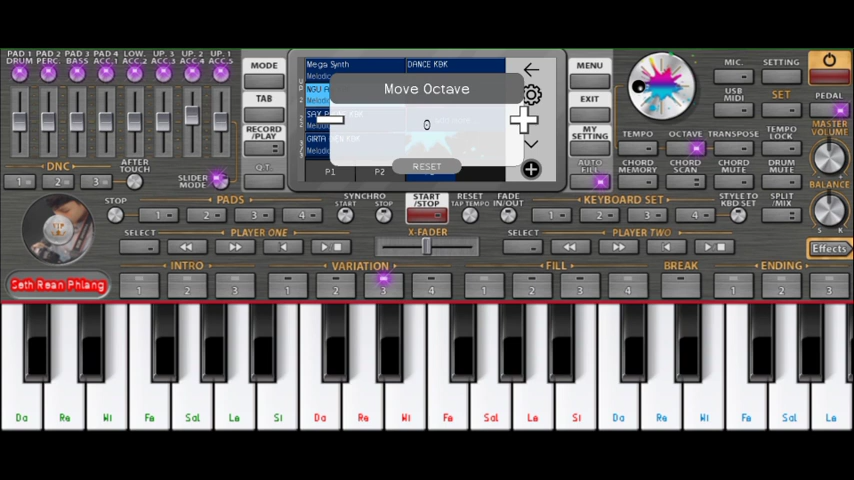 PAD 1 DRUM PAD 2 PERC. PAD 3 BASS PAD 4 ACC.1 LOW. ACC.2 UP. 3 ACC.3 UP. 2 ACC.4 UP. 1 ACC.5
MODE
TAB
RECORD /PLAY
Q.T
Mega Synth
DANCE KBK
Move Octave
0
RESET
P1 P2
MENU
EXIT
MY SETTING
AUTO FILL
MIC. SETTING
USB MIDI SET PEDAL
TEMPO OCTAVE TRANSPOSE TEMPO LOCK
CHORD MEMORY CHORD SCAN CHORD MUTE DRUM MUTE
MASTER VOLUME
BALANCE
S K
Effects
DNC
1 2 3
AFTER TOUCH
SLIDER MODE
STOP PADS
1 2 3 4
SYNCHRO START STOP
START /STOP
RESET TAP TEMPO
FADE IN/OUT
KEYBOARD SET
1 2 3 4
STYLE TO KBD SET
SPLIT /MIX
SELECT PLAYER ONE
X-FADER
SELECT PLAYER TWO
INTRO VARIATION FILL BREAK ENDING
1 2 3 1 2 3 4 1 2 3 4 1 2 3
Seth Rean Phlang
Do Re Mi Fa Sol La Si Do Re Mi Fa Sol La Si Do Re Mi Fa Sol La